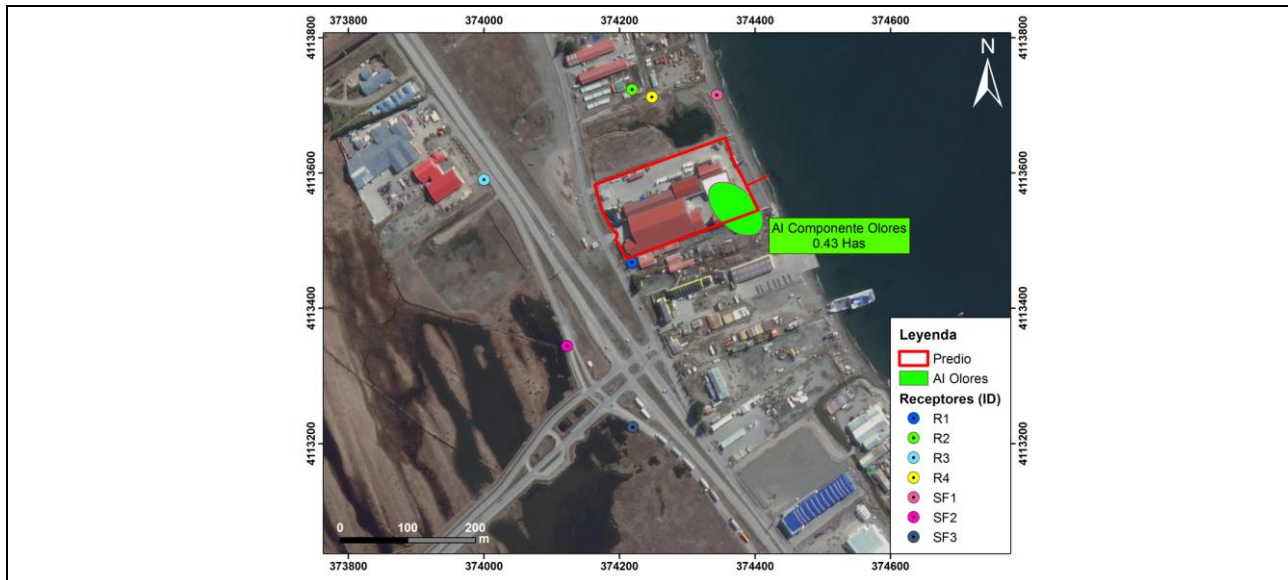 373800 374000 374200 374400 374600
4113800 4113800
N
4113600 4113600
AI Componente Olores
0.43 Has
4113400 4113400
Leyenda
Predio
AI Olores
Receptores (ID)
R1
R2
R3
R4
SF1
SF2
SF3
4113200 4113200
0 100 200
m
373800 374000 374200 374400 374600